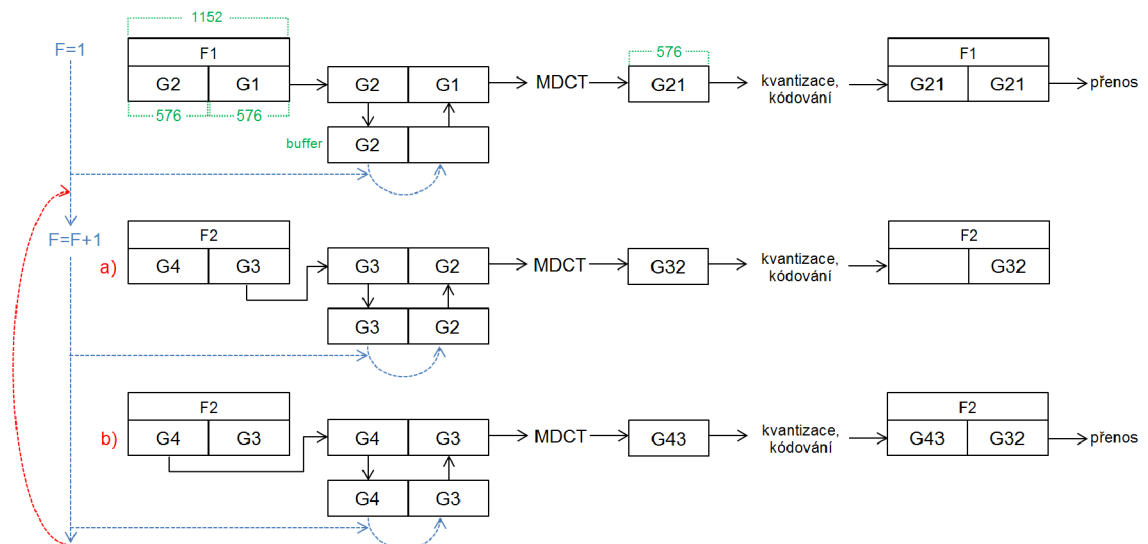 1152
F=1
F1
G2 G1
576 576
G2 G1
buffer
G2
MDCT
576
G21
kvantizace,
kódování
F1
G21 G21
přenos
F=F+1
a)
F2
G4 G3
G3 G2
G3 G2
MDCT
G32
kvantizace,
kódování
F2
G32
b)
F2
G4 G3
G4 G3
G4 G3
MDCT
G43
kvantizace,
kódování
F2
G43 G32
přenos